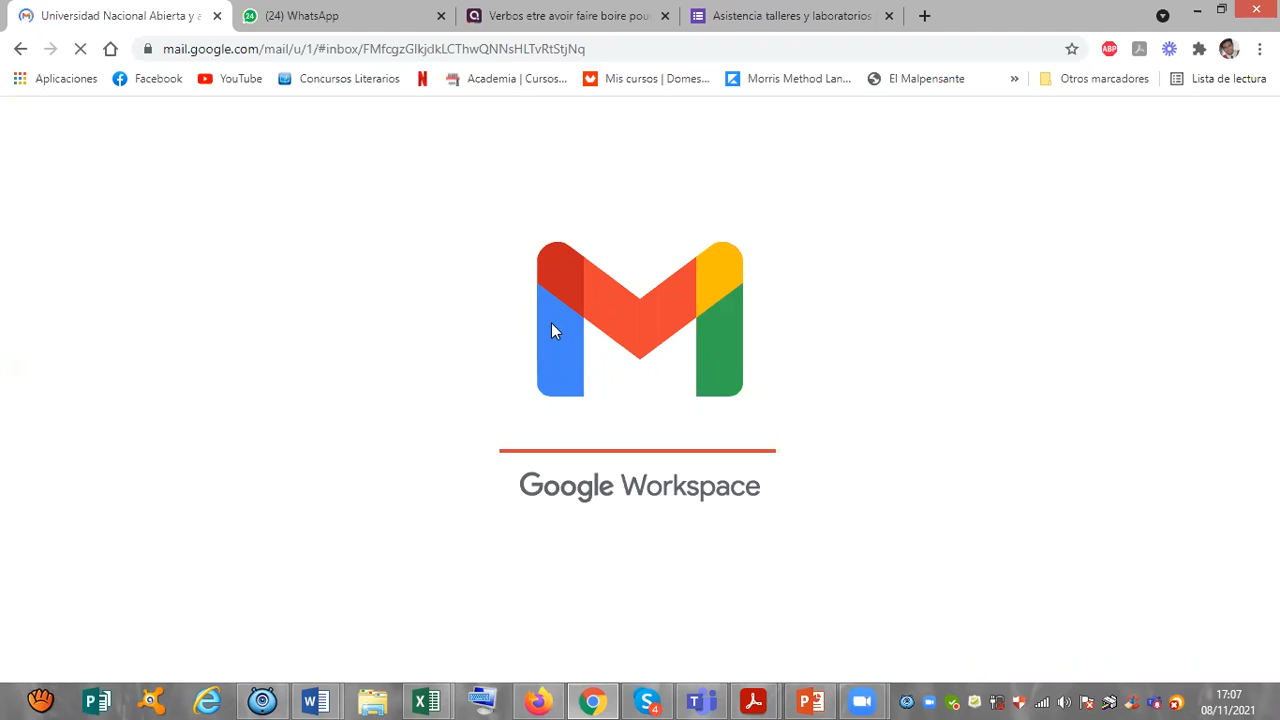 Universidad Nacional Abierta y a
(24) WhatsApp
Verbos etre avoir faire boire pou
Asistencia talleres y laboratorios
mail.google.com/mail/u/1/#inbox/FMfcgzGlkjdkLCThwQNNsHLTvRtStjNq
ABP
Aplicaciones
Facebook
YouTube
Concursos Literarios
Academia | Cursos...
Mis cursos | Domes...
Morris Method Lan...
El Malpensante
»
Otros marcadores
Lista de lectura
Google Workspace
17:07
08/11/2021